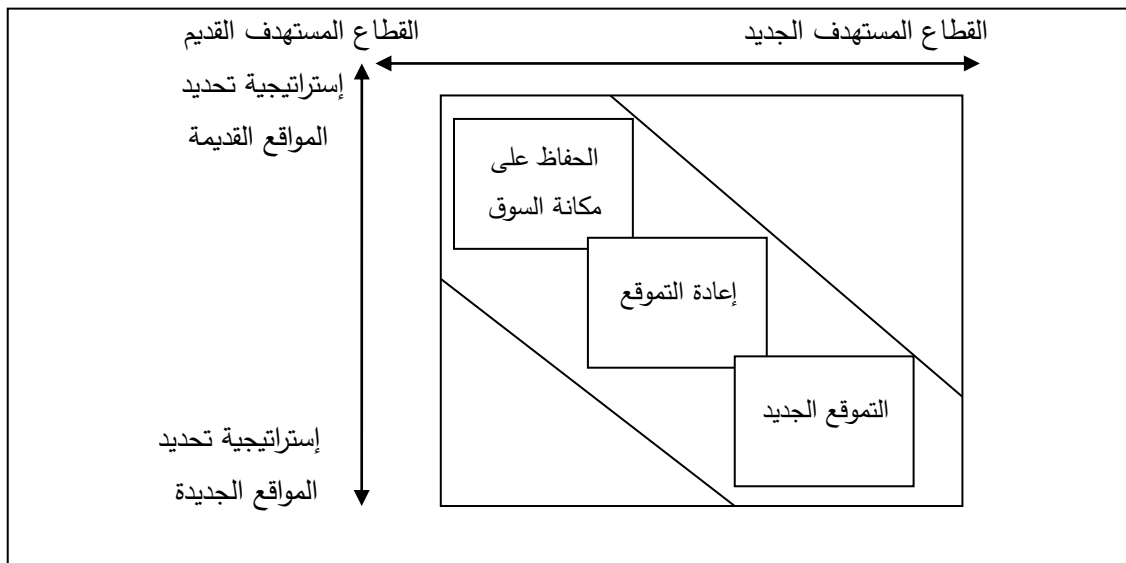 القطاع المستهدف الجديد
القطاع المستهدف القديم
إستراتيجية تحديد
المواقع القديمة
الحفاظ على
مكانة السوق
إعادة التموقع
التموقع الجديد
إستراتيجية تحديد
المواقع الجديدة